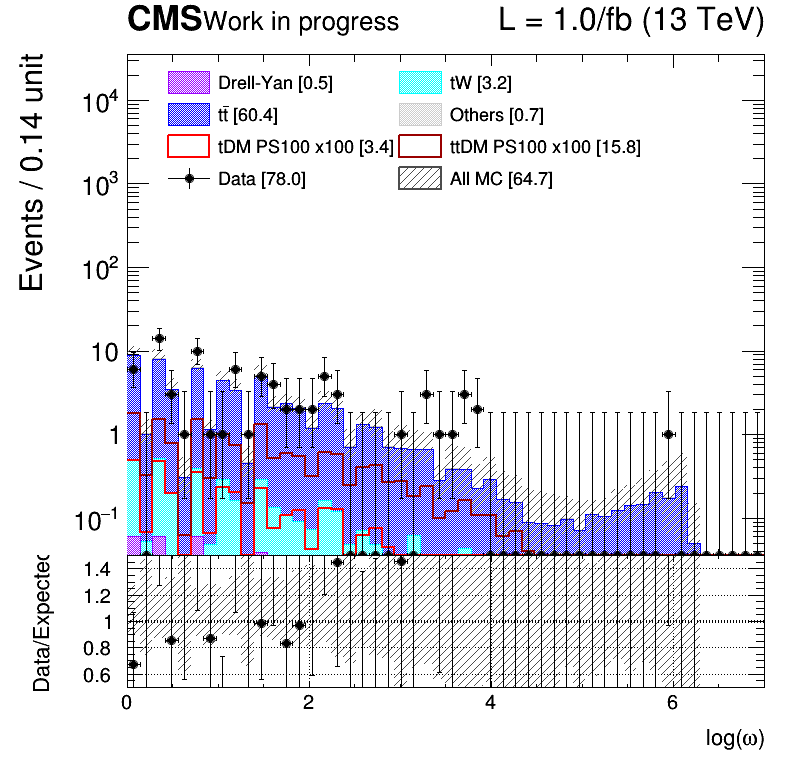 CMS Work in progress L = 1.0/fb (13 TeV)
Drell-Yan [0.5] tW [3.2]
tt̄ [60.4] Others [0.7]
tDM PS100 x100 [3.4] ttDM PS100 x100 [15.8]
Data [78.0] All MC [64.7]
Events / 0.14 unit
10⁴
10³
10²
10
1
10⁻¹
Data/Expected
1.4
1.2
1
0.8
0.6
0 2 4 6
log(ω)